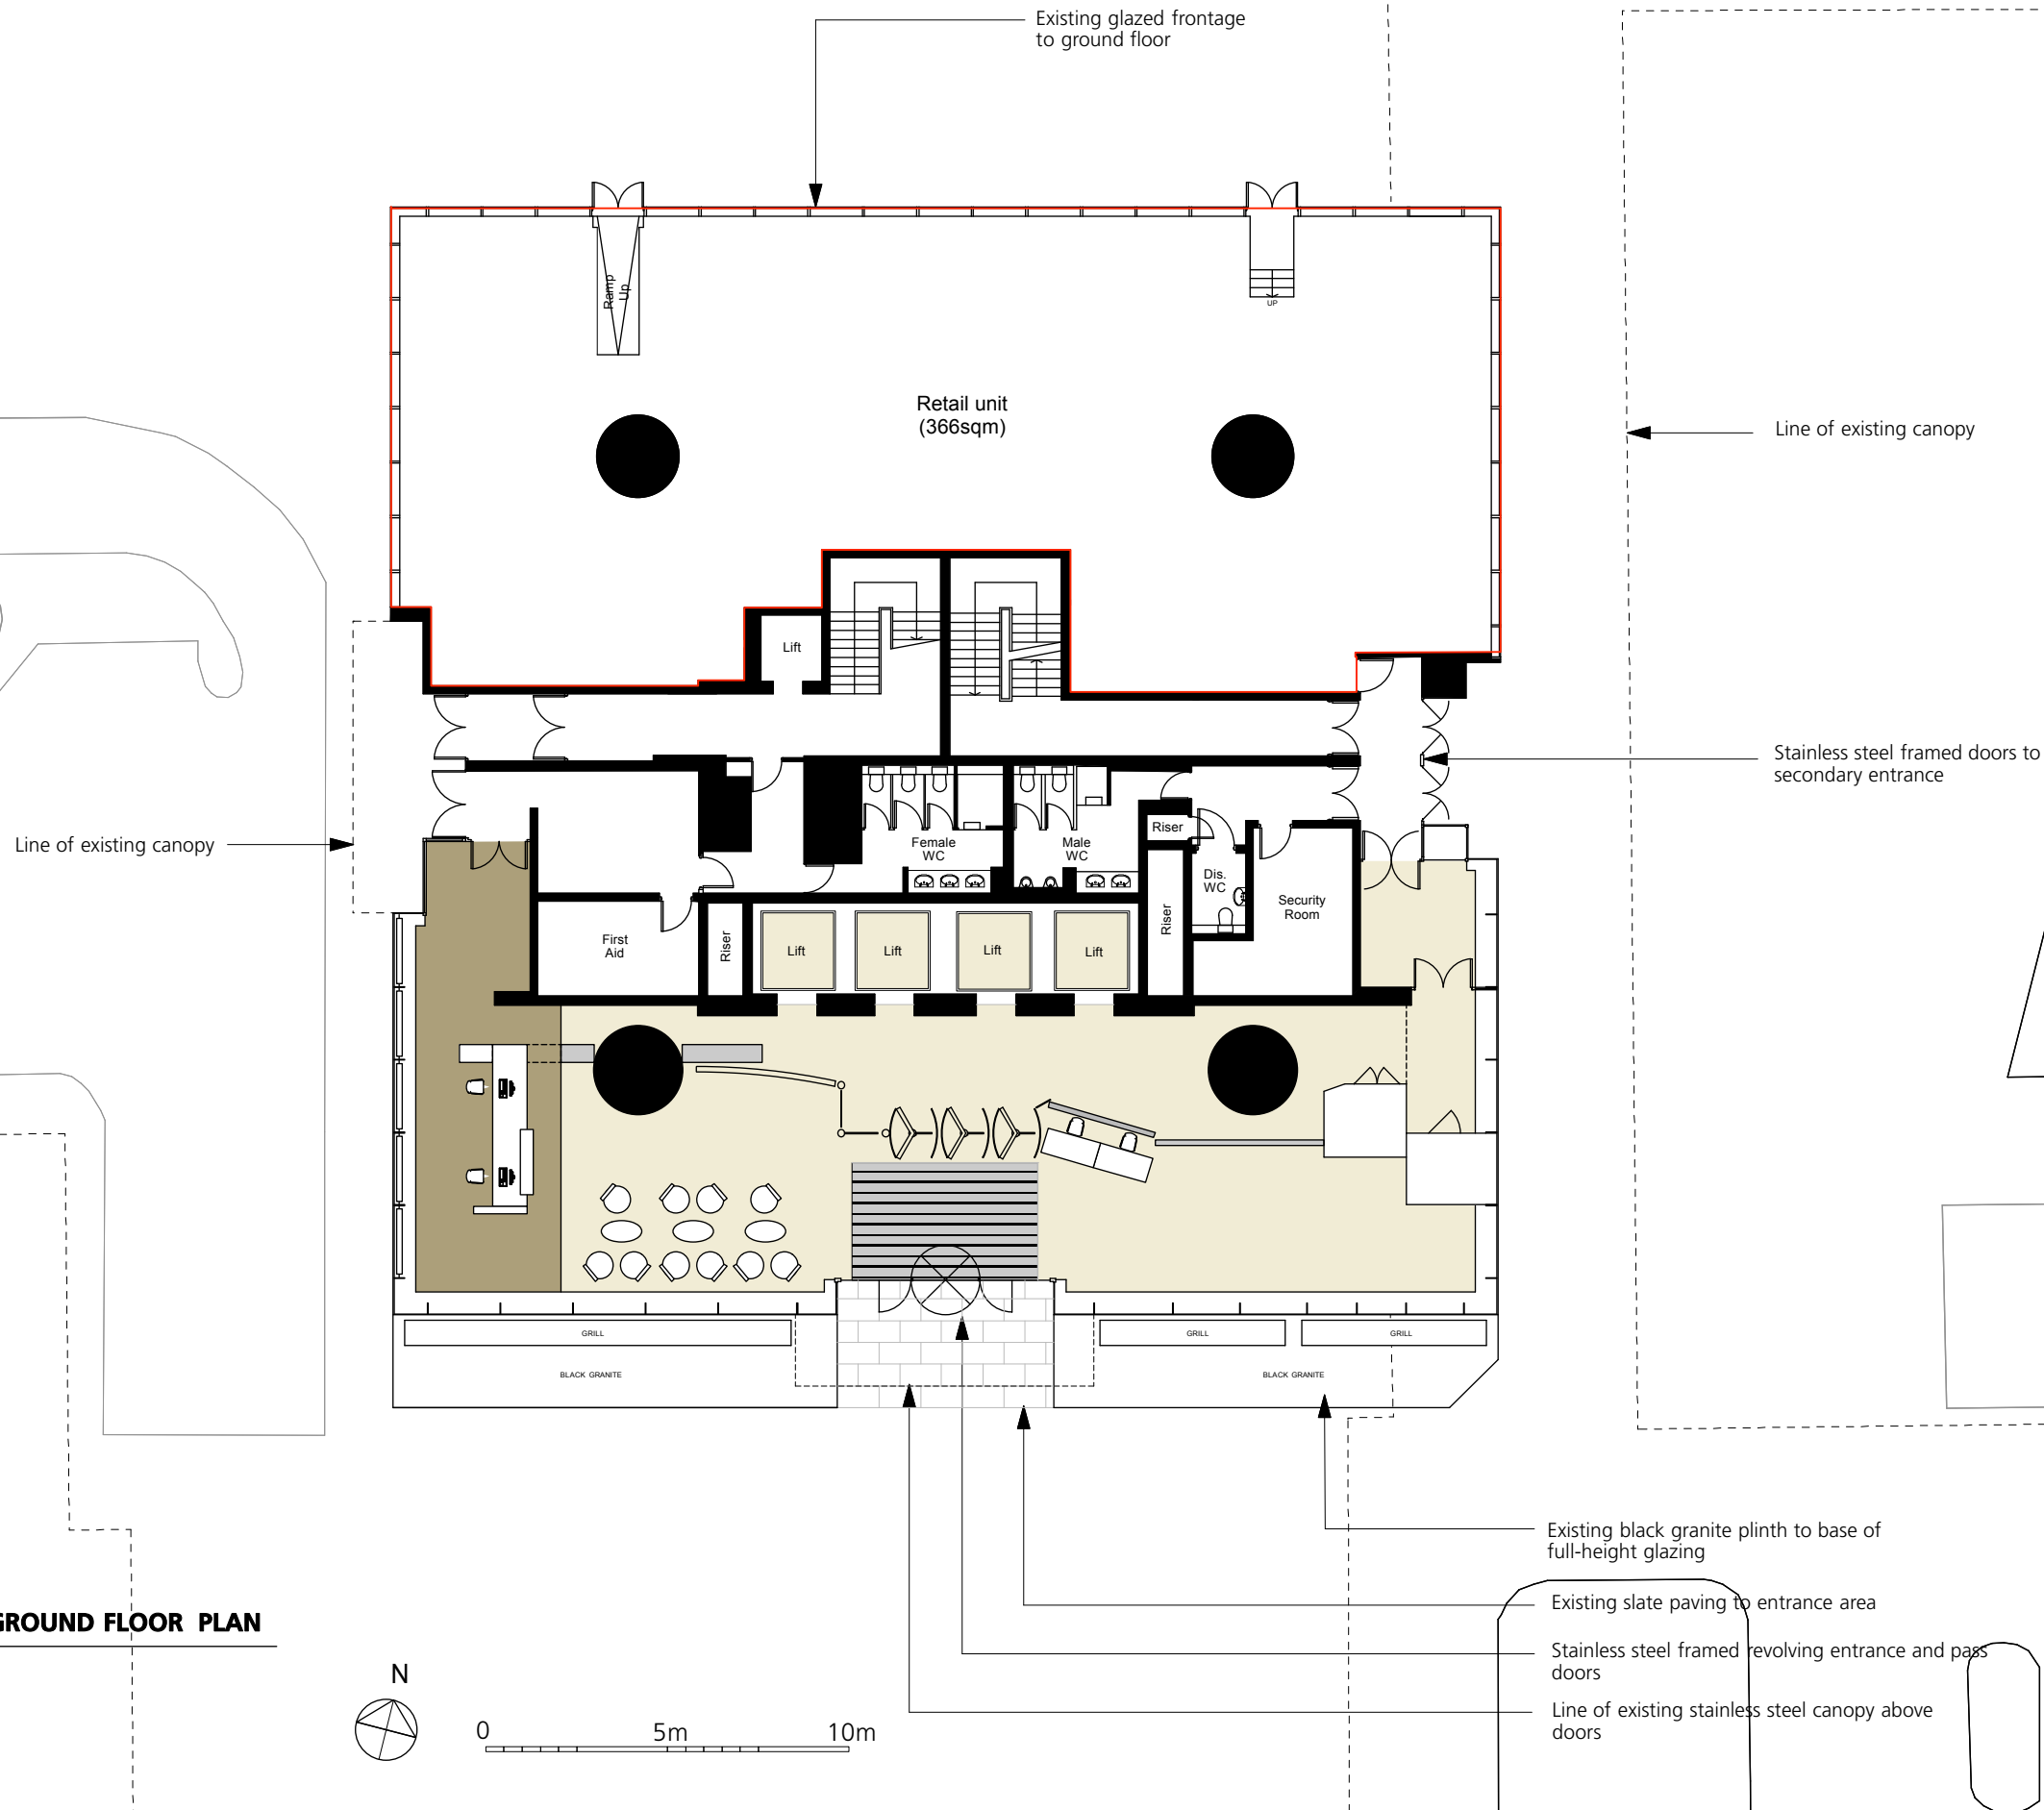 Existing glazed frontage
to ground floor
Ramp
Up
UP
Retail unit
(366sqm)
Line of existing canopy
Lift
Stainless steel framed doors to
secondary entrance
Line of existing canopy
Female
WC
Male
WC
Riser
Dis.
WC
Security
Room
First
Aid
Riser
Lift
Lift
Lift
Lift
Riser
GRILL
GRILL
GRILL
BLACK GRANITE
BLACK GRANITE
Existing black granite plinth to base of
full-height glazing
Existing slate paving to entrance area
Stainless steel framed revolving entrance and pass
doors
Line of existing stainless steel canopy above
doors
GROUND FLOOR PLAN
N
0 5m 10m